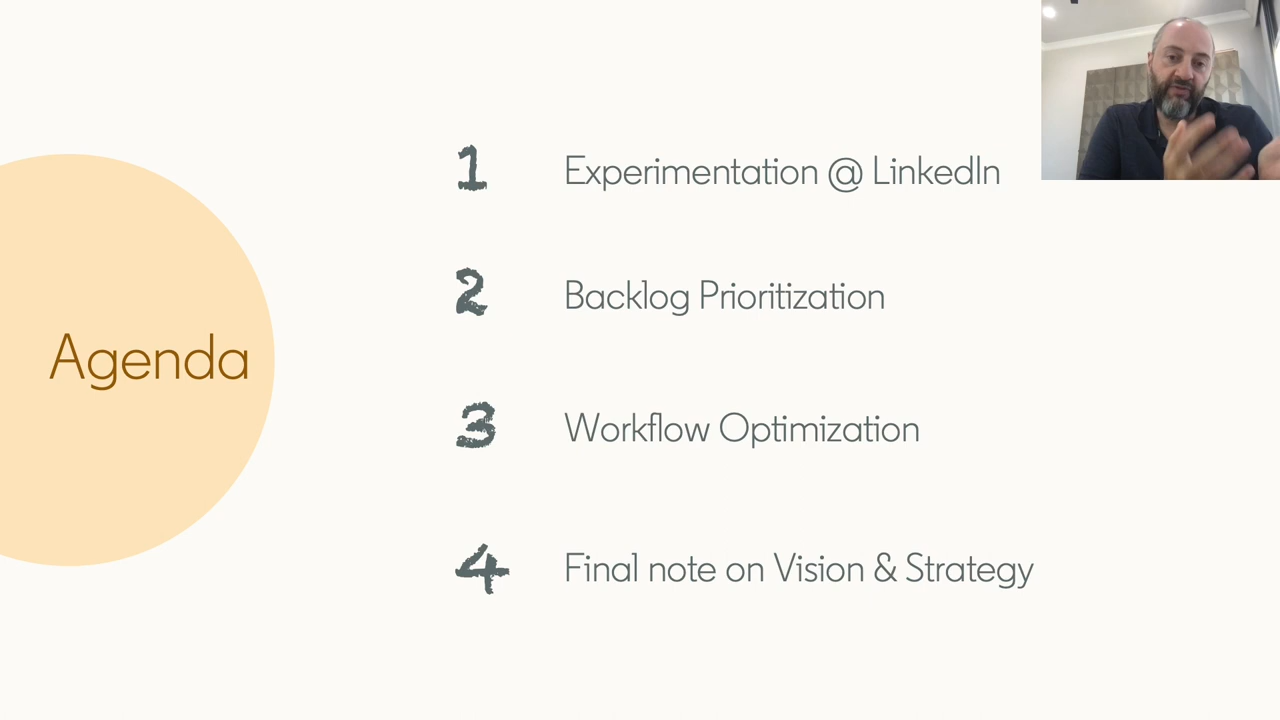 Agenda
1 Experimentation @ LinkedIn
2 Backlog Prioritization
3 Workflow Optimization
4 Final note on Vision & Strategy